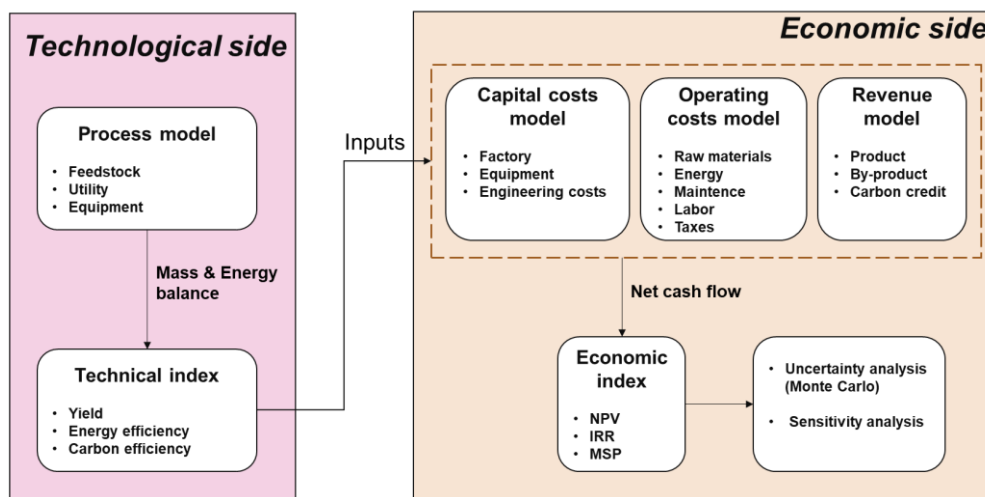 Technological side
Process model
• Feedstock
• Utility
• Equipment
Mass & Energy
balance
Technical index
• Yield
• Energy efficiency
• Carbon efficiency
Inputs
Economic side
Capital costs
model
• Factory
• Equipment
• Engineering costs
Operating
costs model
• Raw materials
• Energy
• Maintence
• Labor
• Taxes
Revenue
model
• Product
• By-product
• Carbon credit
Net cash flow
Economic
index
• NPV
• IRR
• MSP
• Uncertainty analysis
(Monte Carlo)
• Sensitivity analysis